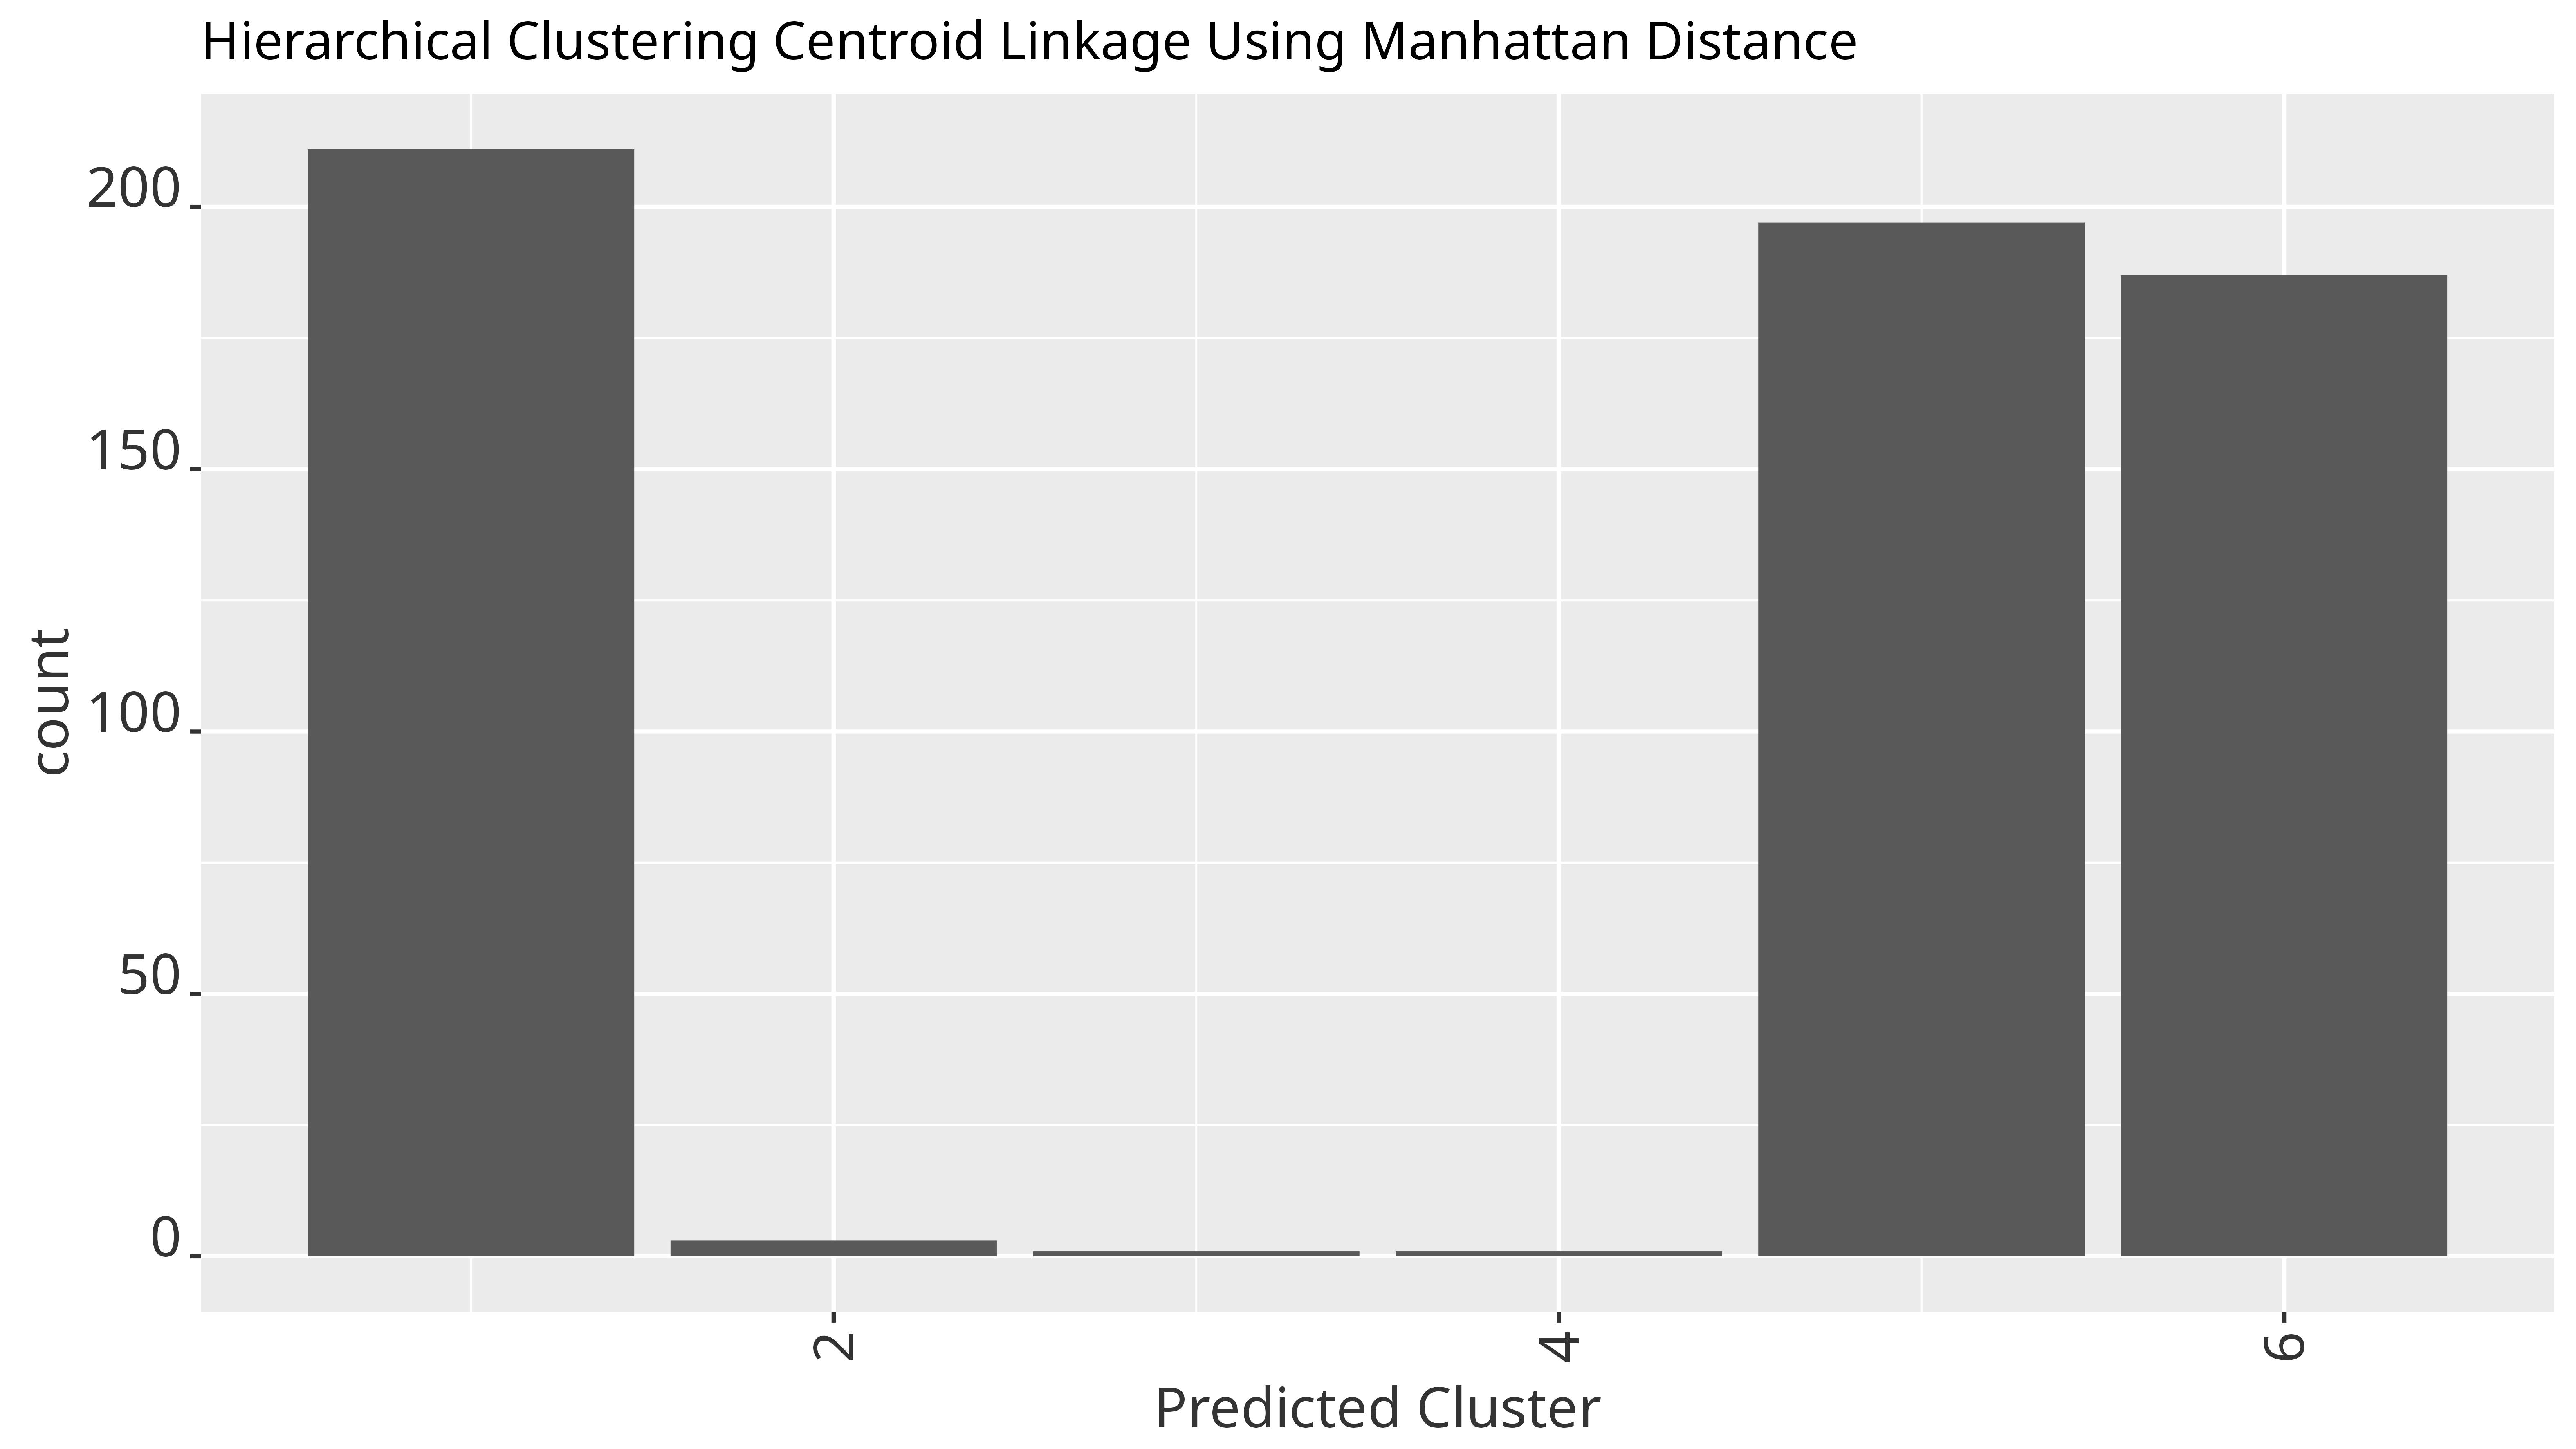 Hierarchical Clustering Centroid Linkage Using Manhattan Distance
200
150
100
50
0
count
2
4
6
Predicted Cluster